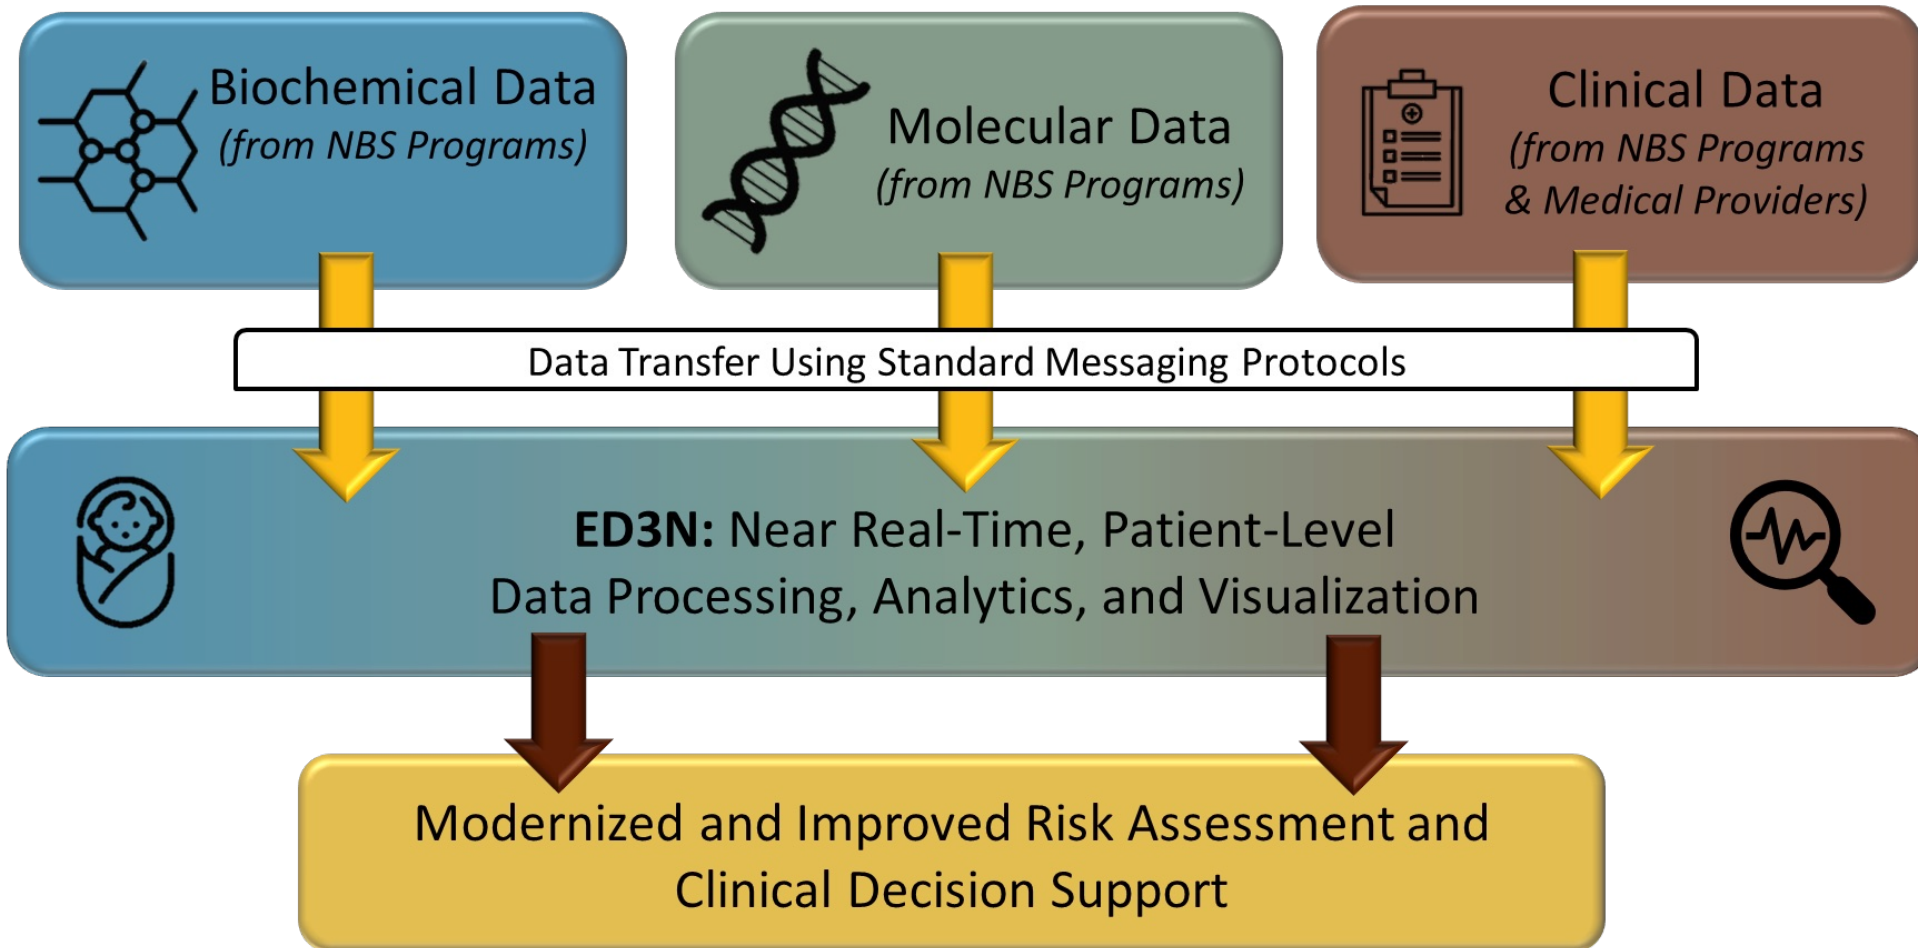 Biochemical Data
(from NBS Programs)
Molecular Data
(from NBS Programs)
Clinical Data
(from NBS Programs
& Medical Providers)
Data Transfer Using Standard Messaging Protocols
ED3N: Near Real-Time, Patient-Level
Data Processing, Analytics, and Visualization
Modernized and Improved Risk Assessment and
Clinical Decision Support